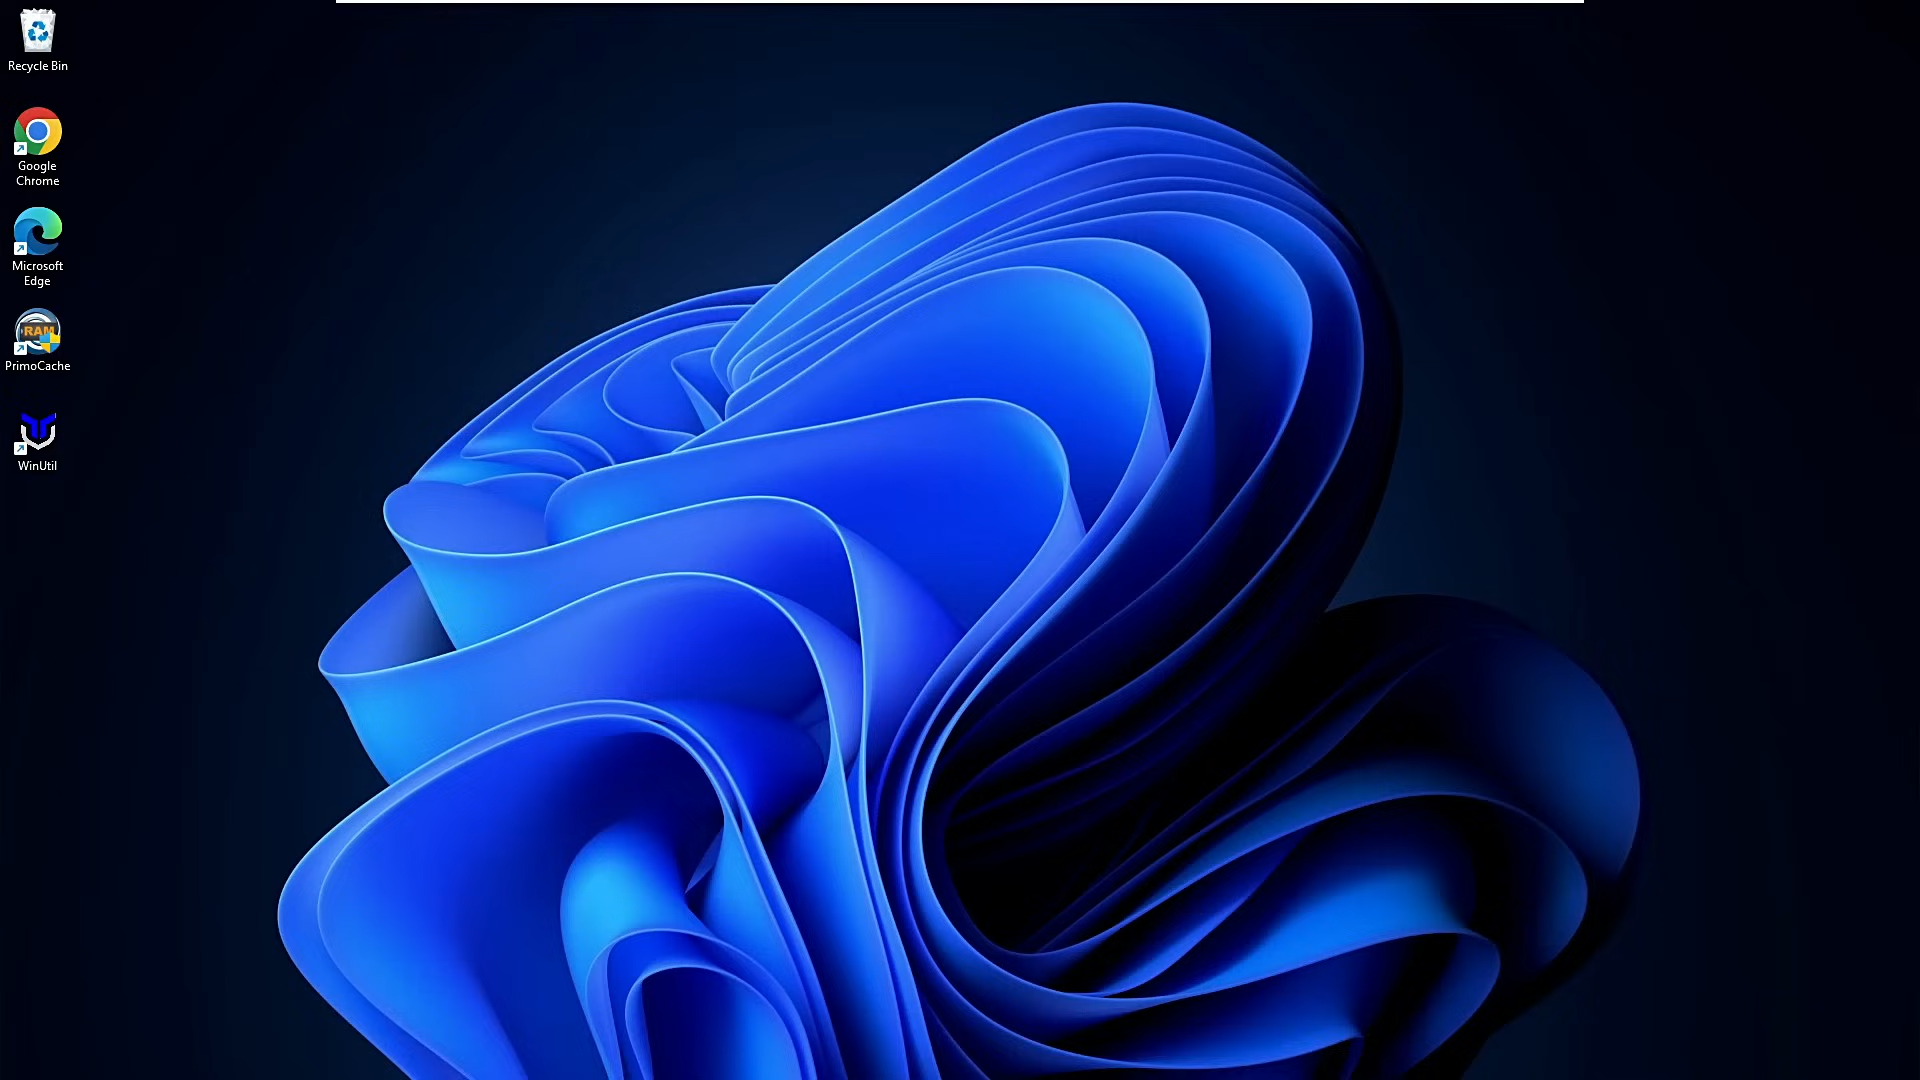 Recycle Bin
Google
Chrome
Microsoft
Edge
RAM
PrimoCache
WinUtil